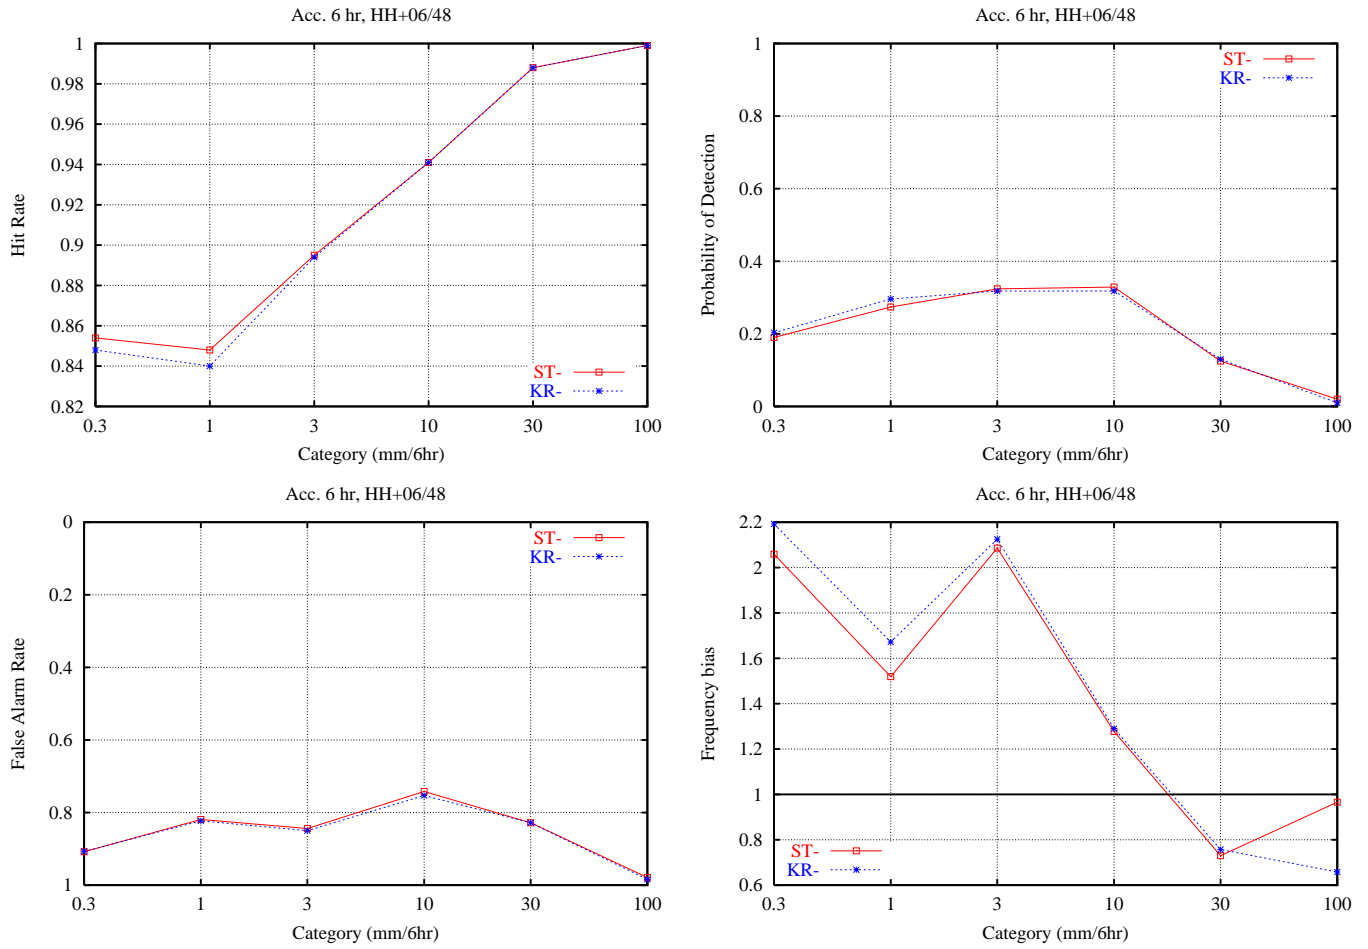 Acc. 6 hr, HH+06/48
1
0.98
0.96
0.94
0.92
0.9
0.88
0.86
0.84
0.82
Hit Rate
ST-
KR-
0.3 1 3 10 30 100
Category (mm/6hr)
Acc. 6 hr, HH+06/48
1
0.8
0.6
0.4
0.2
0
Probability of Detection
ST-
KR-
0.3 1 3 10 30 100
Category (mm/6hr)
Acc. 6 hr, HH+06/48
0
0.2
0.4
0.6
0.8
1
False Alarm Rate
ST-
KR-
0.3 1 3 10 30 100
Category (mm/6hr)
Acc. 6 hr, HH+06/48
2.2
2
1.8
1.6
1.4
1.2
1
0.8
0.6
Frequency bias
ST-
KR-
0.3 1 3 10 30 100
Category (mm/6hr)